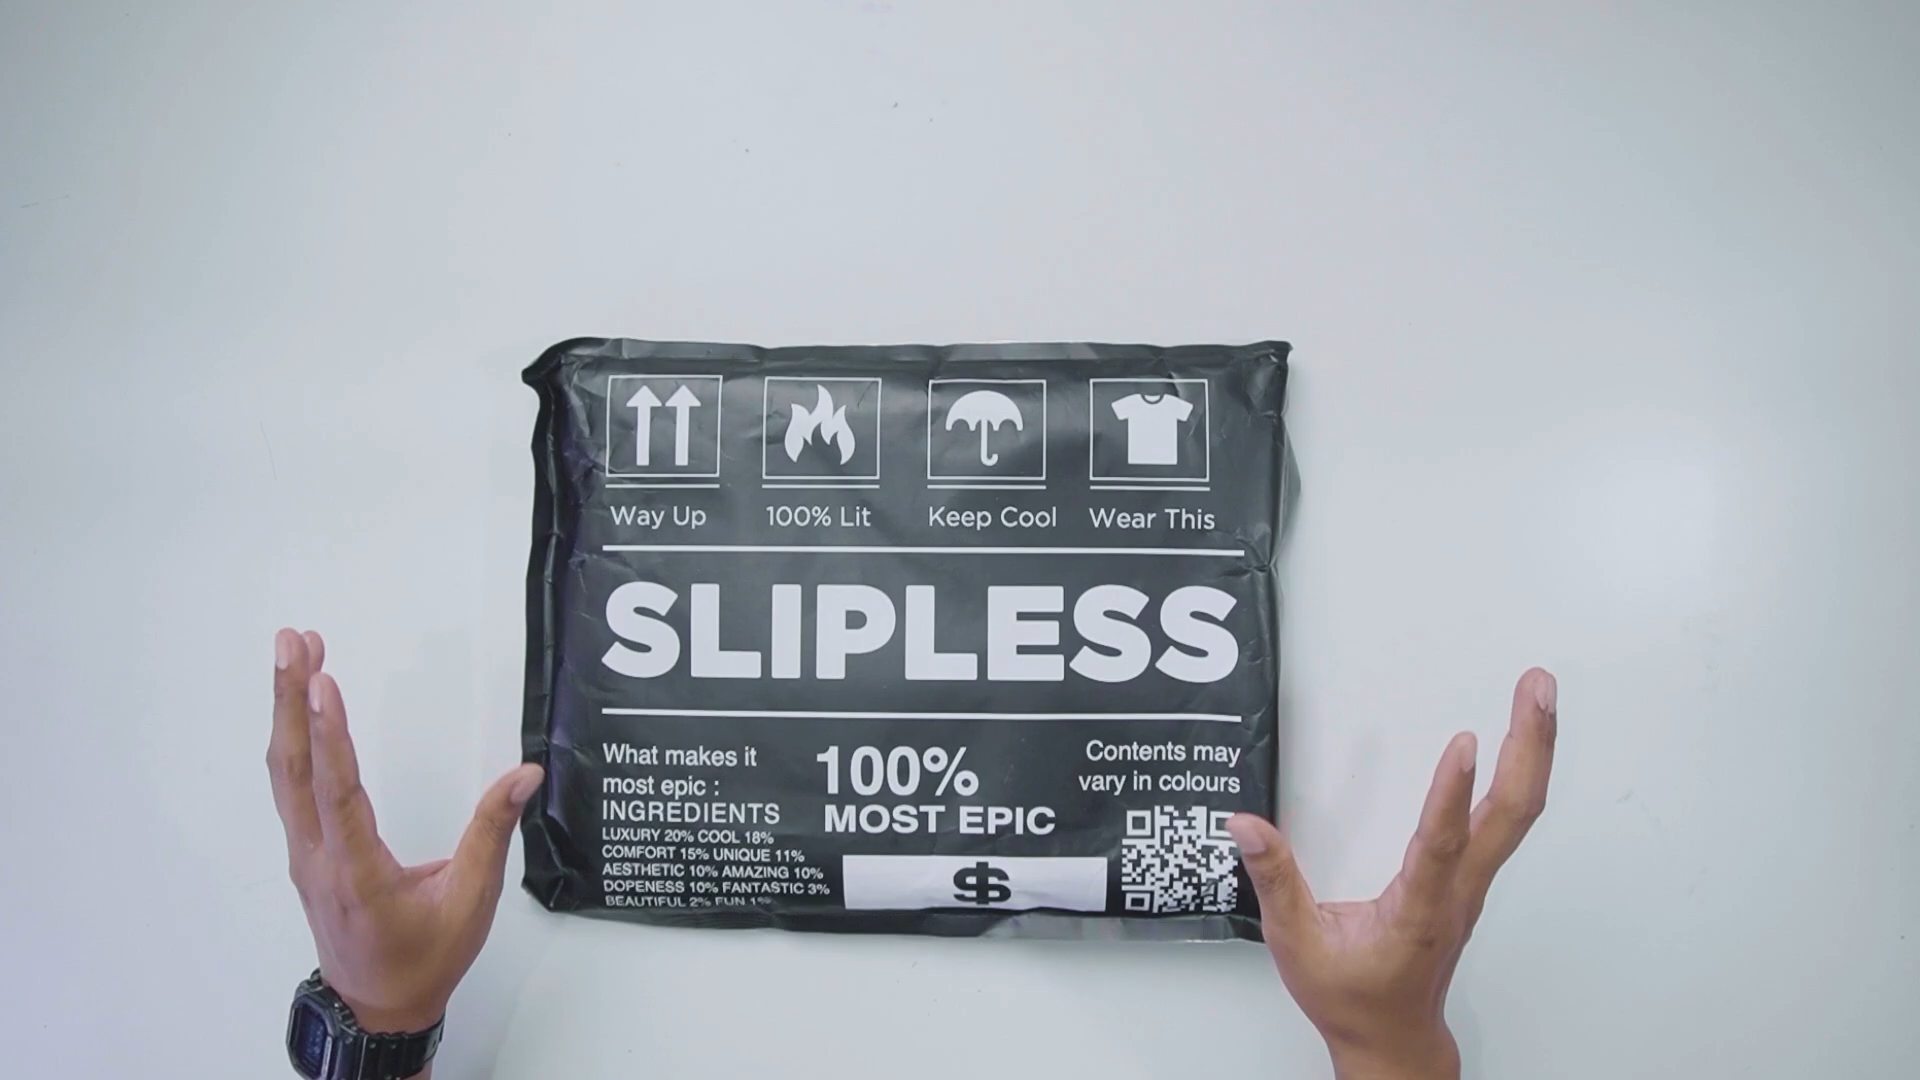 Way Up 100% Lit Keep Cool Wear This
SLIPLESS
What makes it
most epic :
INGREDIENTS
LUXURY 20% COOL 18%
COMFORT 15% UNIQUE 11%
AESTHETIC 10% AMAZING 10%
DOPENESS 10% FANTASTIC 3%
BEAUTIFUL 2% FUN 1%
100%
MOST EPIC
$
Contents may
vary in colours